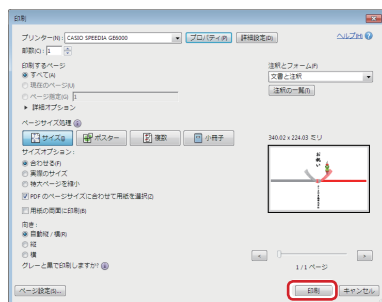 印刷
プリンター(N): CASIO SPEEDIA GE6000 プロパティ(P) 詳細設定(D) ヘルプ(H)
部数(C): 1
印刷するページ
すべて(A)
現在のページ(U)
ページ指定(G) 1
詳細オプション
注釈とフォーム(M)
文書と注釈
注釈の一覧(T)
ページサイズ処理
サイズ(I) ポスター 複数 小冊子
サイズオプション:
合わせる(F)
実際のサイズ
特大ページを縮小
PDF のページサイズに合わせて用紙を選択(Z)
用紙の両面に印刷(B)
向き:
自動縦 / 横(R)
縦
横
グレーと黒で印刷しますか?
340.02 x 224.03 ミリ
お祝い
1 / 1 ページ
ページ設定(S)... 印刷 キャンセル